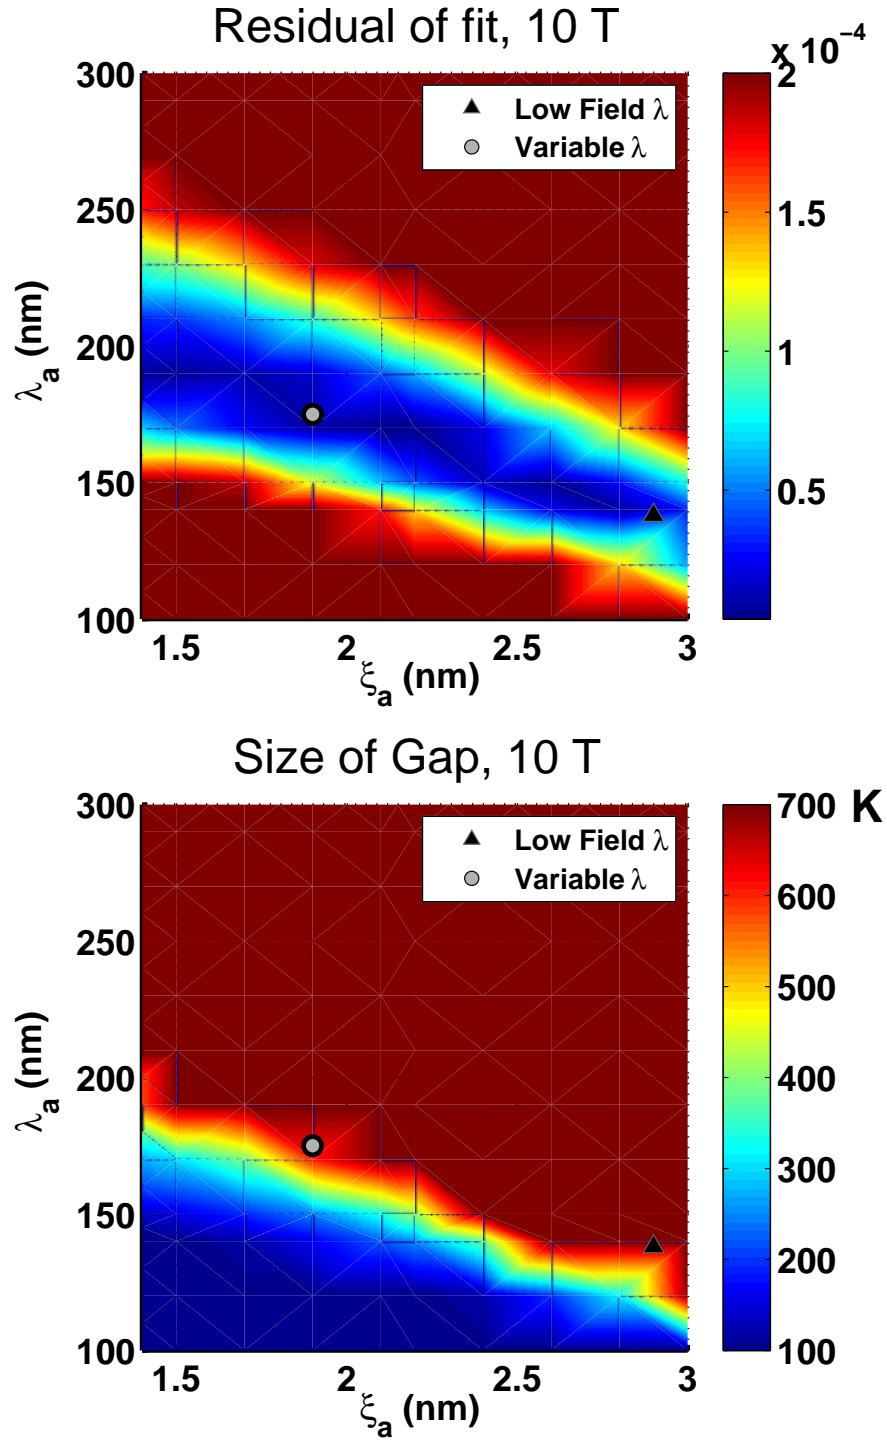 Residual of fit, 10 T
x 10⁻⁴
300
250
200
150
100
λa (nm)
1.5
2
2.5
3
ξa (nm)
Low Field λ
Variable λ
2
1.5
1
0.5
Size of Gap, 10 T
300
250
200
150
100
λa (nm)
1.5
2
2.5
3
ξa (nm)
Low Field λ
Variable λ
700 K
600
500
400
300
200
100